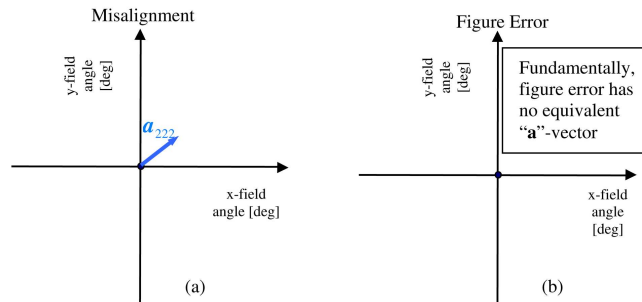 Misalignment
y-field
angle
[deg]
a222
x-field
angle [deg]
(a)
Figure Error
y-field
angle
[deg]
Fundamentally,
figure error has
no equivalent
“a”-vector
x-field
angle
[deg]
(b)